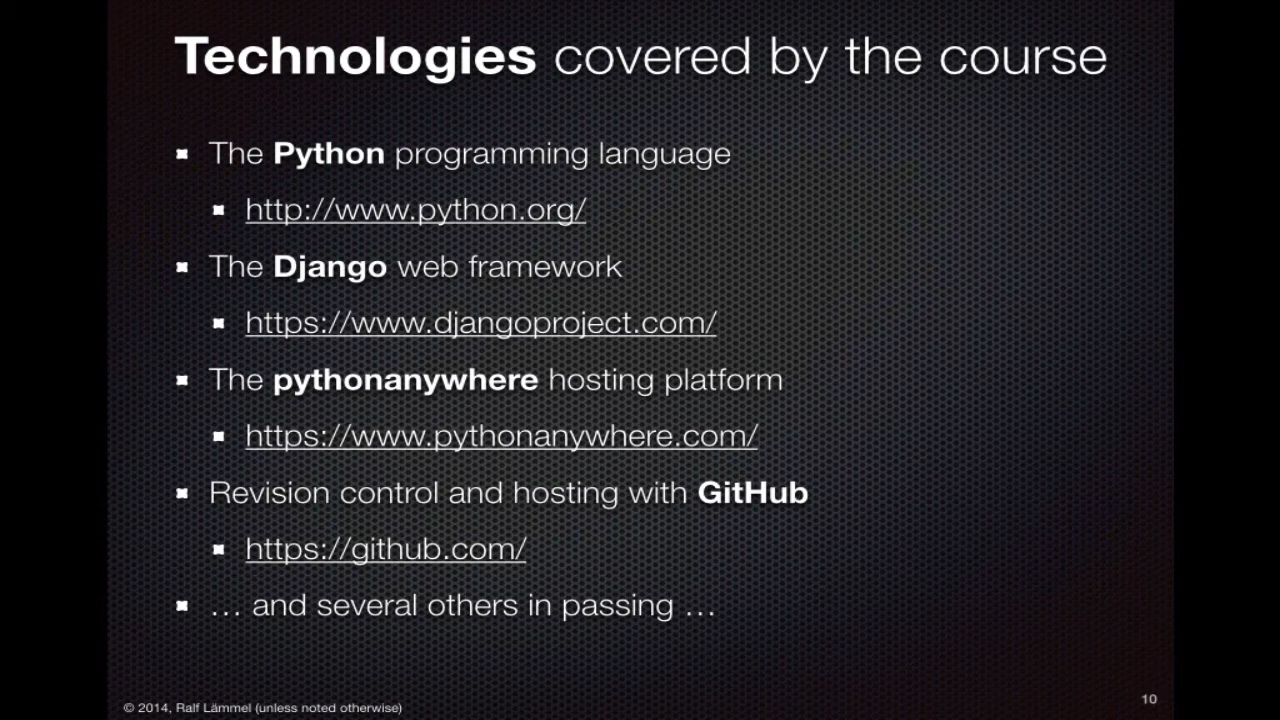 Technologies covered by the course
The Python programming language
http://www.python.org/
The Django web framework
https://www.djangoproject.com/
The pythonanywhere hosting platform
https://www.pythonanywhere.com/
Revision control and hosting with GitHub
https://github.com/
… and several others in passing …
© 2014, Ralf Lämmel (unless noted otherwise)
10